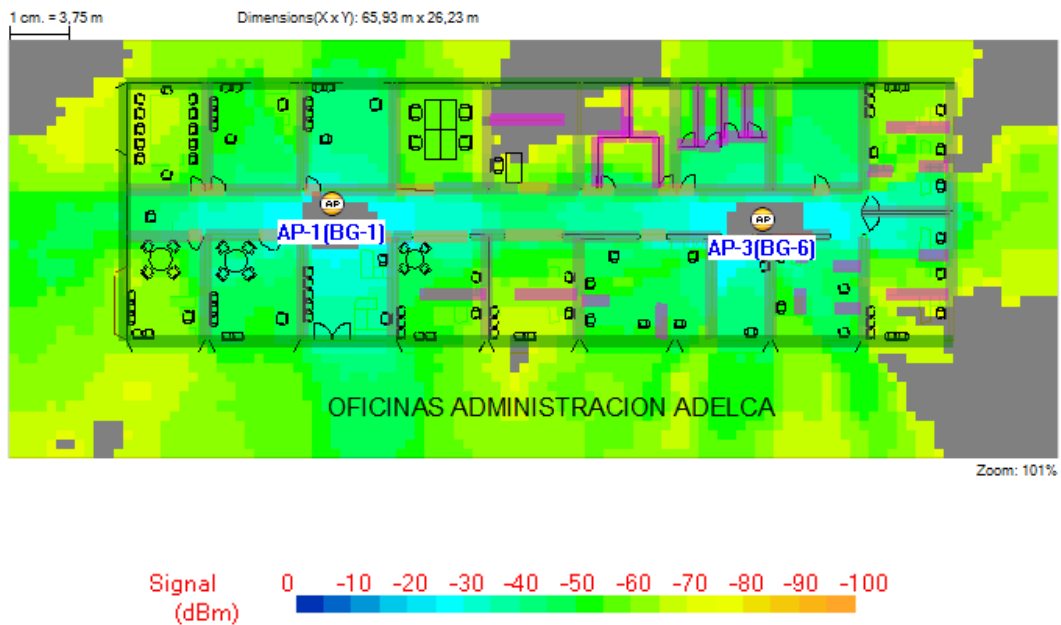 1 cm. = 3,75 m
Dimensions(X x Y): 65,93 m x 26,23 m
AP
AP-1(BG-1)
AP
AP-3(BG-6)
OFICINAS ADMINISTRACION ADELCA
Zoom: 101%
Signal 0 -10 -20 -30 -40 -50 -60 -70 -80 -90 -100
(dBm)